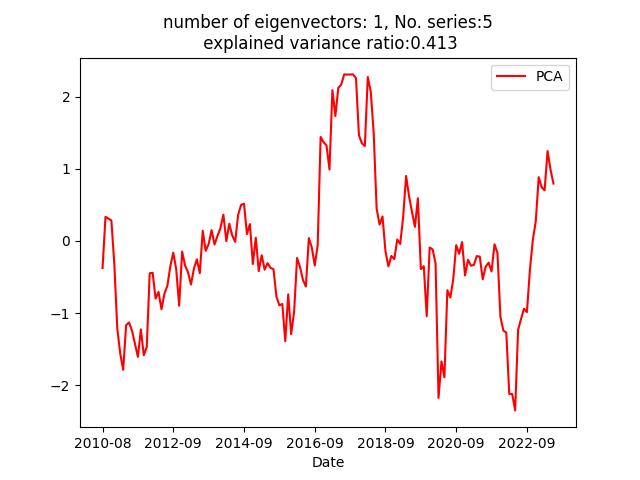 number of eigenvectors: 1, No. series:5
explained variance ratio:0.413
PCA
2
1
0
−1
−2
2010-08 2012-09 2014-09 2016-09 2018-09 2020-09 2022-09
Date